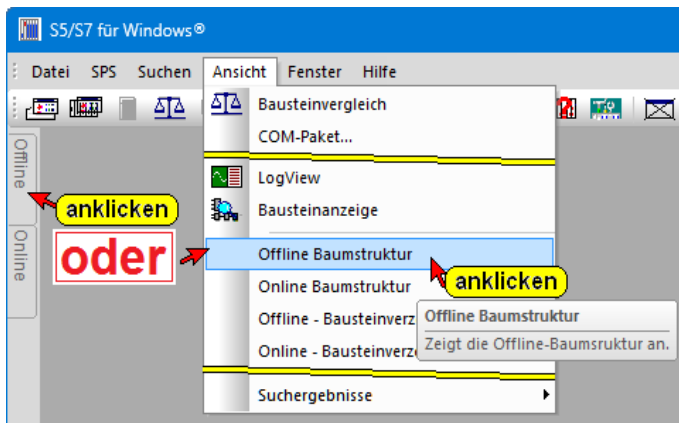 S5/S7 für Windows®
Datei SPS Suchen Ansicht Fenster Hilfe
Offline
Online
anklicken
oder
Bausteinvergleich
COM-Paket...
LogView
Bausteinanzeige
Offline Baumstruktur
Online Baumstruktur
anklicken
Offline - Bausteinverz
Online - Bausteinverz
Offline Baumstruktur
Zeigt die Offline-Baumsruktur an.
Suchergebnisse